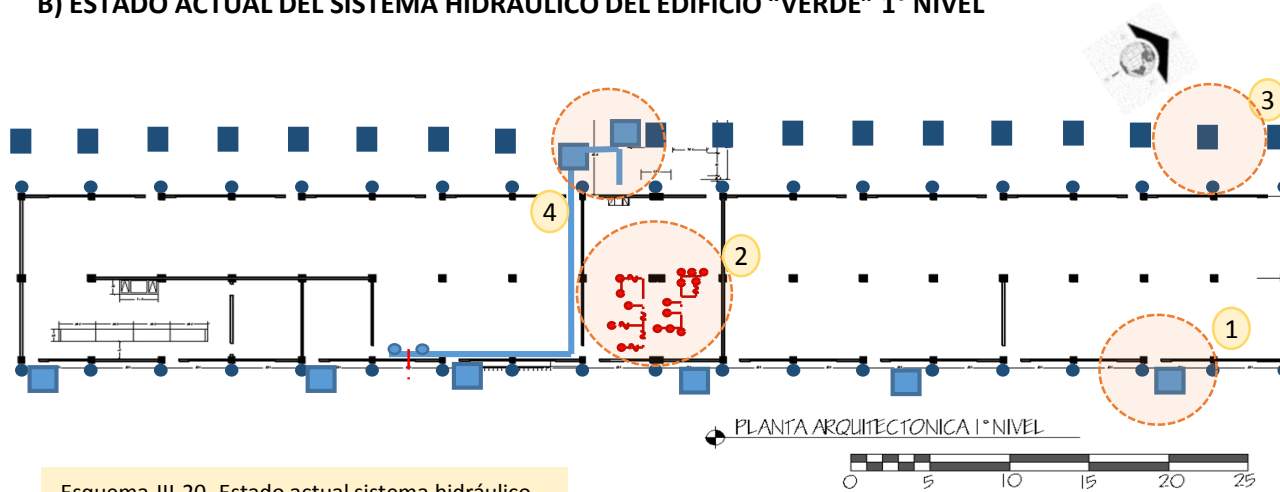 B) ESTADO ACTUAL DEL SISTEMA HIDRÁULICO DEL EDIFICIO "VERDE" 1° NIVEL
3
4
2
1
PLANTA ARQUITECTONICA 1° NIVEL
0 5 10 15 20 25
Esquema III-20. Estado actual sistema hidráulico